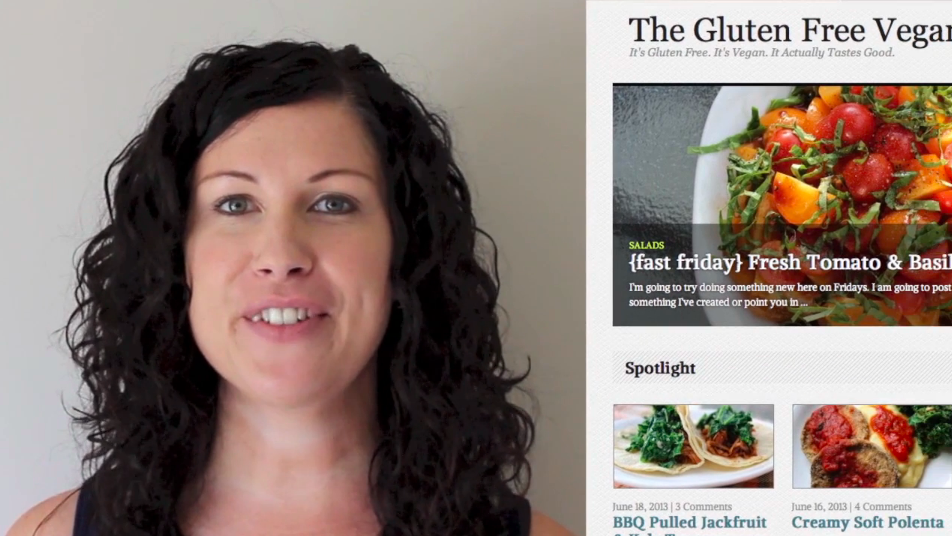 The Gluten Free Vegan
It's Gluten Free. It's Vegan. It Actually Tastes Good.
SALADS
{fast friday} Fresh Tomato & Basil
I'm going to try doing something new here on Fridays. I am going to post
something I've created or point you in ...
Spotlight
June 18, 2013 | 3 Comments
BBQ Pulled Jackfruit
June 16, 2013 | 4 Comments
Creamy Soft Polenta